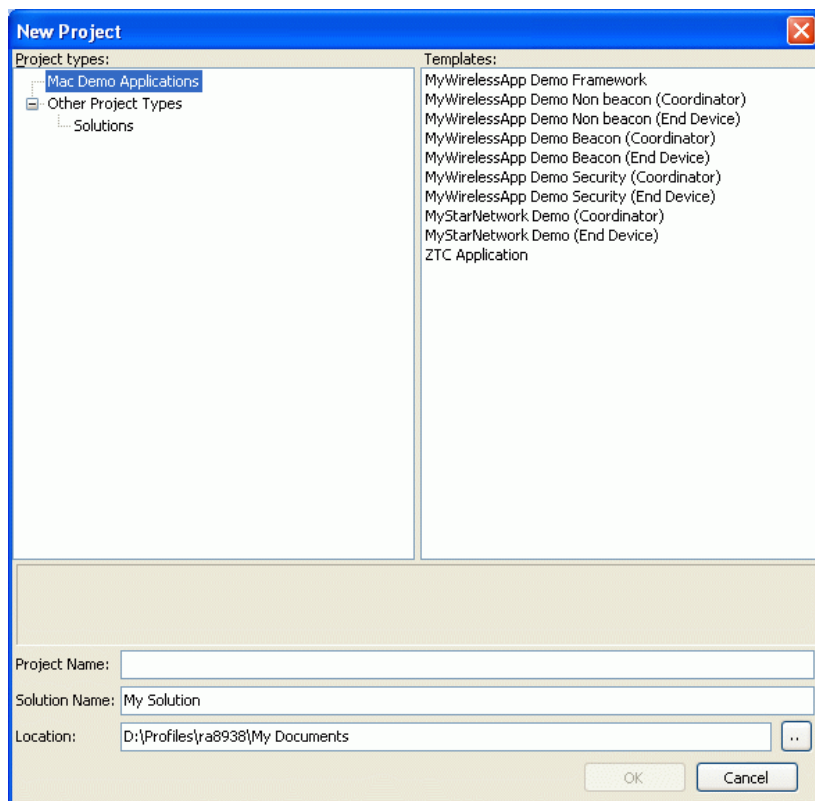 New Project
Project types:
Mac Demo Applications
Other Project Types
Solutions
Templates:
MyWirelessApp Demo Framework
MyWirelessApp Demo Non beacon (Coordinator)
MyWirelessApp Demo Non beacon (End Device)
MyWirelessApp Demo Beacon (Coordinator)
MyWirelessApp Demo Beacon (End Device)
MyWirelessApp Demo Security (Coordinator)
MyWirelessApp Demo Security (End Device)
MyStarNetwork Demo (Coordinator)
MyStarNetwork Demo (End Device)
ZTC Application
Project Name:
Solution Name: My Solution
Location: D:\Profiles\ra8938\My Documents ..
OK Cancel